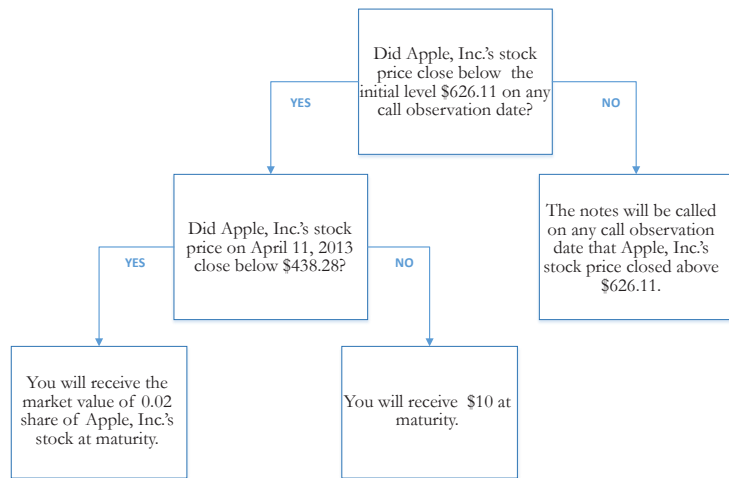 Did Apple, Inc.'s stock
price close below the
initial level $626.11 on any
call observation date?
YES
NO
Did Apple, Inc.'s stock
price on April 11, 2013
close below $438.28?
The notes will be called
on any call observation
date that Apple, Inc.'s
stock price closed above
$626.11.
YES
NO
You will receive the
market value of 0.02
share of Apple, Inc.'s
stock at maturity.
You will receive $10 at
maturity.